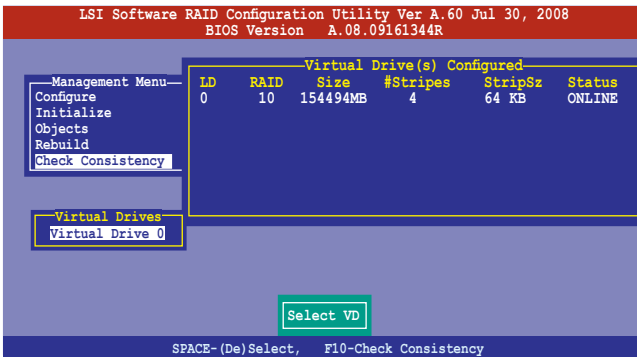 LSI Software RAID Configuration Utility Ver A.60 Jul 30, 2008
BIOS Version A.08.09161344R
Virtual Drive(s) Configured
LD RAID Size #Stripes StripSz Status
0 10 154494MB 4 64 KB ONLINE
Management Menu
Configure
Initialize
Objects
Rebuild
Check Consistency
Virtual Drives
Virtual Drive 0
Select VD
SPACE-(De)Select, F10-Check Consistency